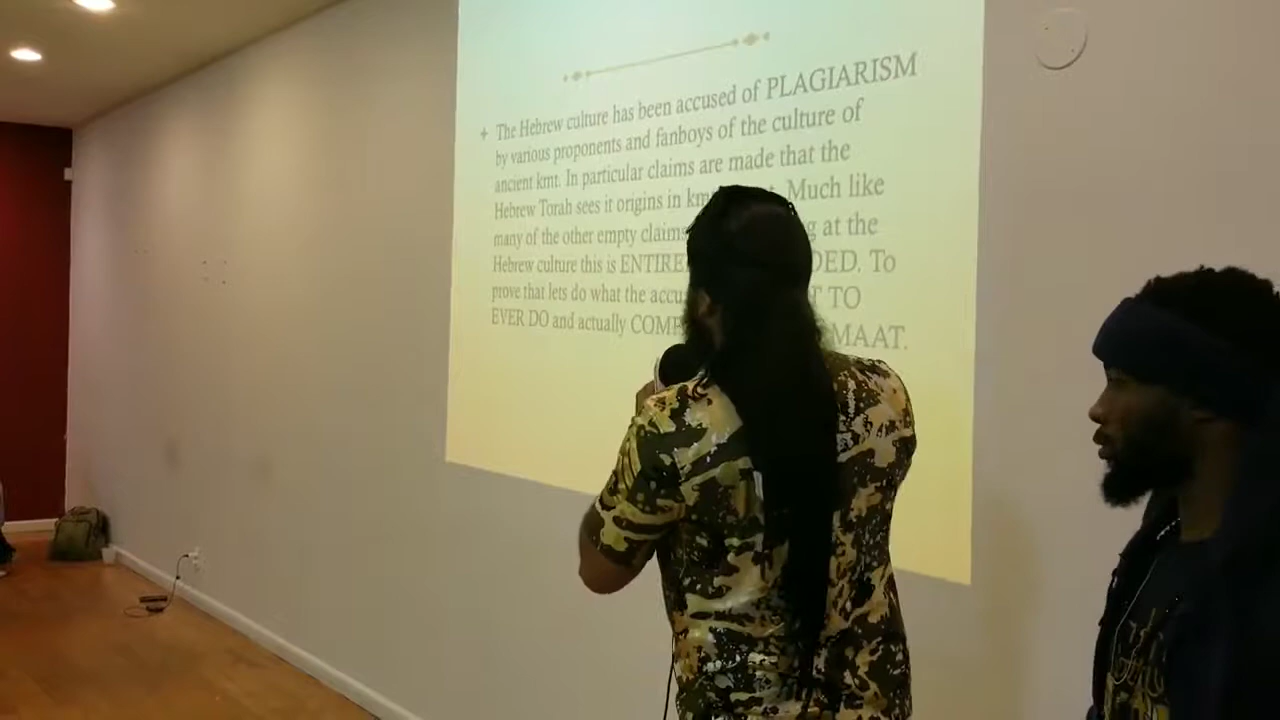 The Hebrew culture has been accused of PLAGIARISM
by various proponents and fanboys of the culture of
ancient kmt. In particular claims are made that the
Hebrew Torah sees it origins in Much like
many of the other empty claims at the
Hebrew culture this is To
prove that lets do what the TO
EVER DO and actually MAAT.